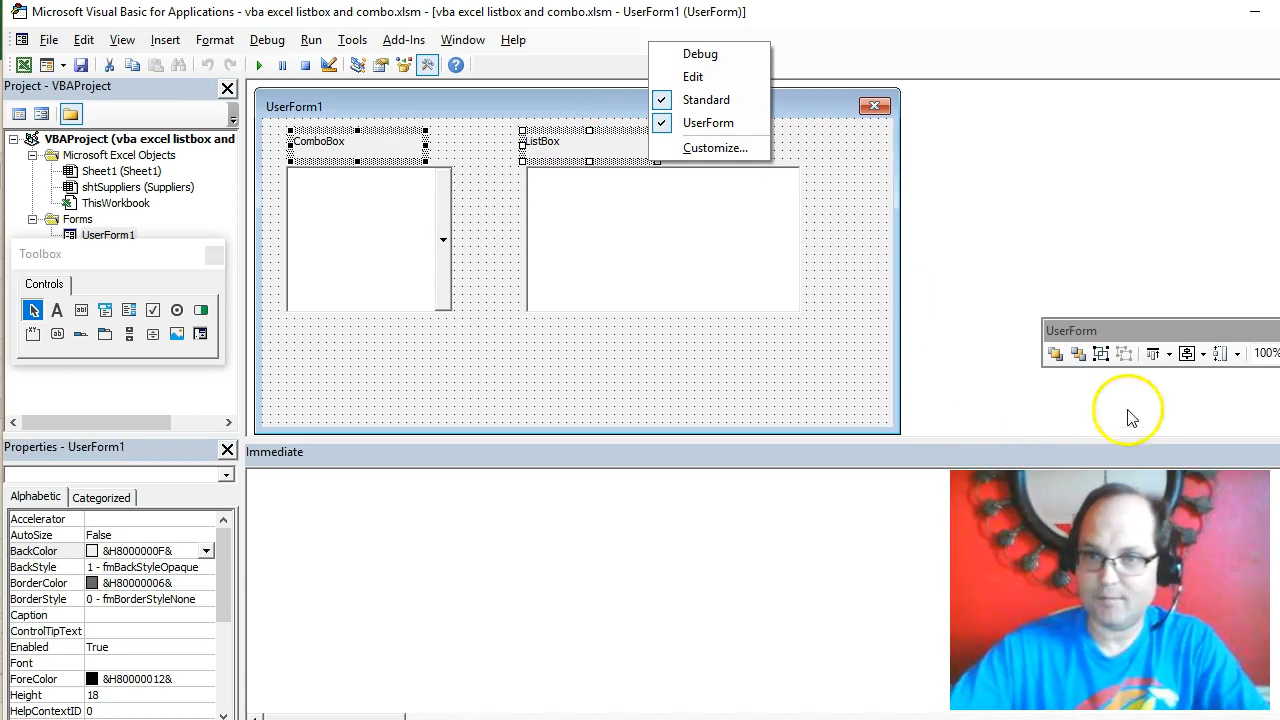 Microsoft Visual Basic for Applications - vba excel listbox and combo.xlsm - [vba excel listbox and combo.xlsm - UserForm1 (UserForm)]
File Edit View Insert Format Debug Run Tools Add-Ins Window Help
Debug
Edit
Standard
UserForm
Customize...
Project - VBAProject
VBAProject (vba excel listbox and
Microsoft Excel Objects
Sheet1 (Sheet1)
shtSuppliers (Suppliers)
ThisWorkbook
Forms
UserForm1
Toolbox
Controls
A
ab
xv
ab
UserForm1
ComboBox
ListBox
UserForm
100%
Properties - UserForm1
Alphabetic Categorized
Accelerator
AutoSize False
BackColor &H8000000F&
BackStyle 1 - fmBackStyleOpaque
BorderColor &H80000006&
BorderStyle 0 - fmBorderStyleNone
Caption
ControlTipText
Enabled True
Font
ForeColor &H80000012&
Height 18
HelpContextID 0
Immediate